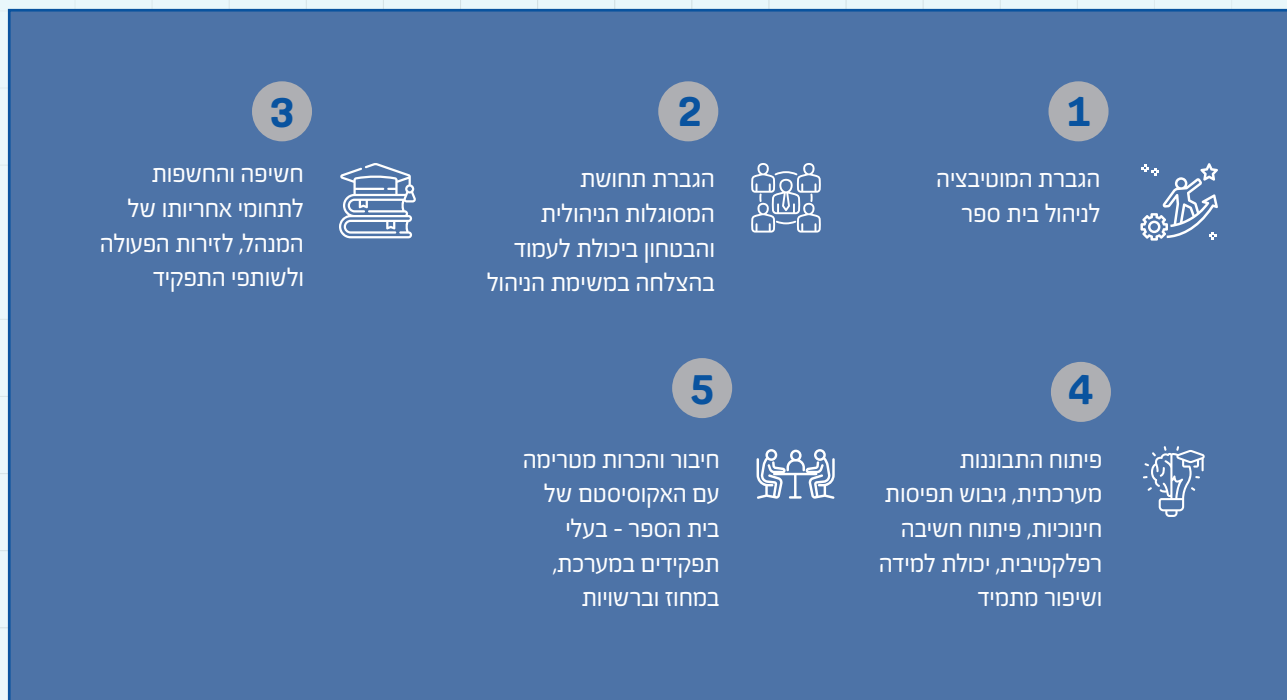 1
הגברת המוטיבציה
לניהול בית ספר
2
הגברת תחושת
המסוגלות הניהולית
והבטחון ביכולת לעמוד
בהצלחה במשימת הניהול
3
חשיפה והחשפות
לתחומי אחריותו של
המנהל, לזירות הפעולה
ולשותפי התפקיד
4
פיתוח התבוננות
מערכתית, גיבוש תפיסות
חינוכיות, פיתוח חשיבה
רפלקטיבית, יכולת למידה
ושיפור מתמיד
5
חיבור והכרות מטרימה
עם האקוסיסטם של
בית הספר - בעלי
תפקידים במערכת,
במחוז וברשויות